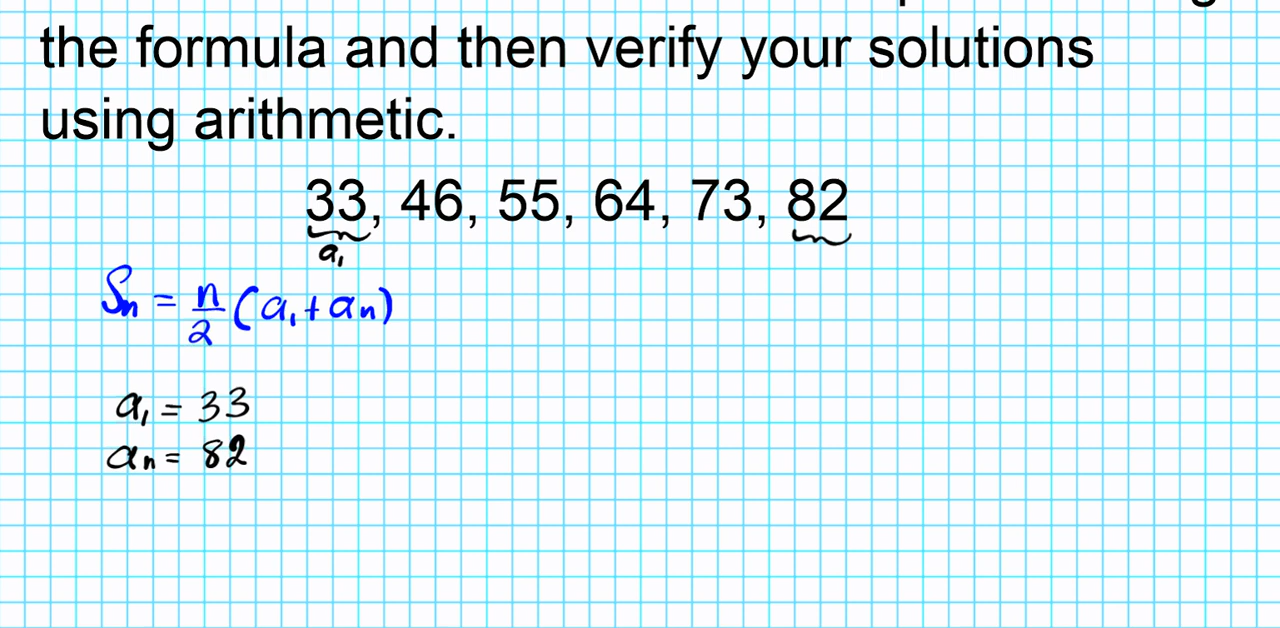 the formula and then verify your solutions
using arithmetic.
33, 46, 55, 64, 73, 82
a₁
Sn = n/2 (a₁ + an)
a₁ = 33
an = 82